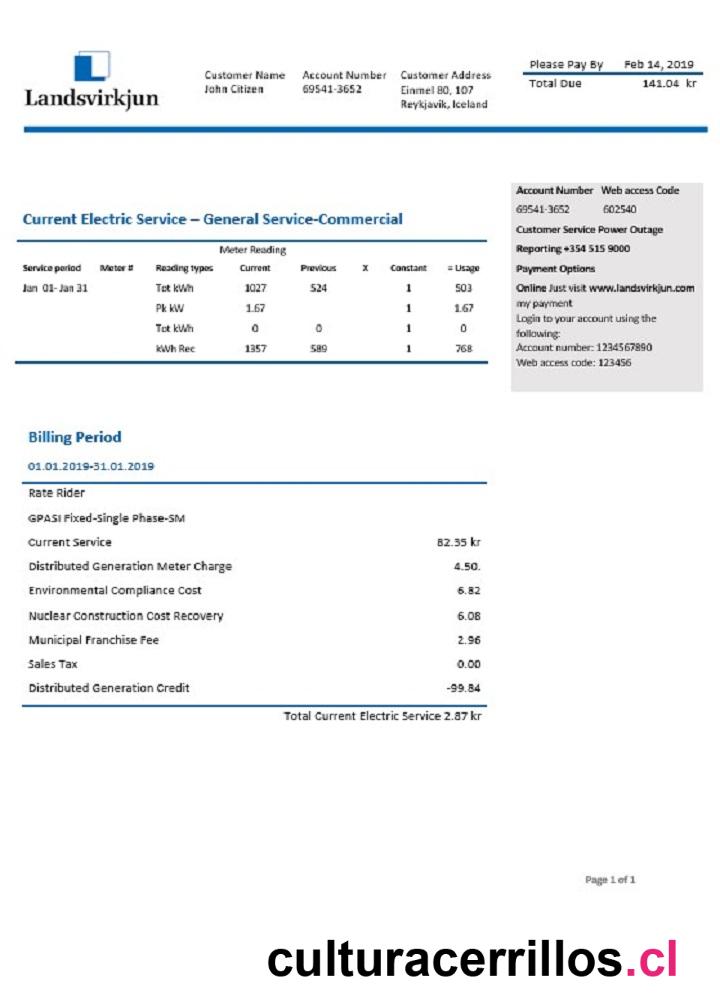 Landsvirkjun
Customer Name Account Number Customer Address
John Citizen 69541-3652 Einmel 80, 107
Reykjavik, Iceland
Please Pay By Feb 14, 2019
Total Due 141.04 kr
Current Electric Service – General Service-Commercial
Meter Reading
Service period Meter # Reading types Current Previous X Constant = Usage
Jan 01- Jan 31 Tot kWh 1027 524 1 503
Pk kW 1.67 1 1.67
Tot kWh 0 0 1 0
kWh Rec 1357 589 1 768
Account Number Web access Code
69541-3652 602540
Customer Service Power Outage
Reporting +354 515 9000
Payment Options
Online Just visit www.landsvirkjun.com
my payment
Login to your account using the
following:
Account number: 1234567890
Web access code: 123456
Billing Period
01.01.2019-31.01.2019
Rate Rider
GPASI Fixed-Single Phase-SM
Current Service 82.35 kr
Distributed Generation Meter Charge 4.50.
Environmental Compliance Cost 6.82
Nuclear Construction Cost Recovery 6.08
Municipal Franchise Fee 2.96
Sales Tax 0.00
Distributed Generation Credit -99.84
Total Current Electric Service 2.87 kr
Page 1 of 1
culturacerrillos.cl